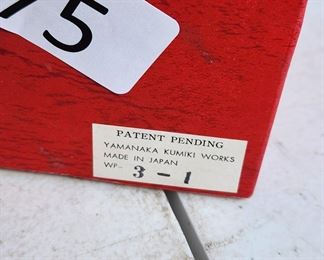 75
PATENT PENDING
YAMANAKA KUMIKI WORKS
MADE IN JAPAN
WP- 3-1